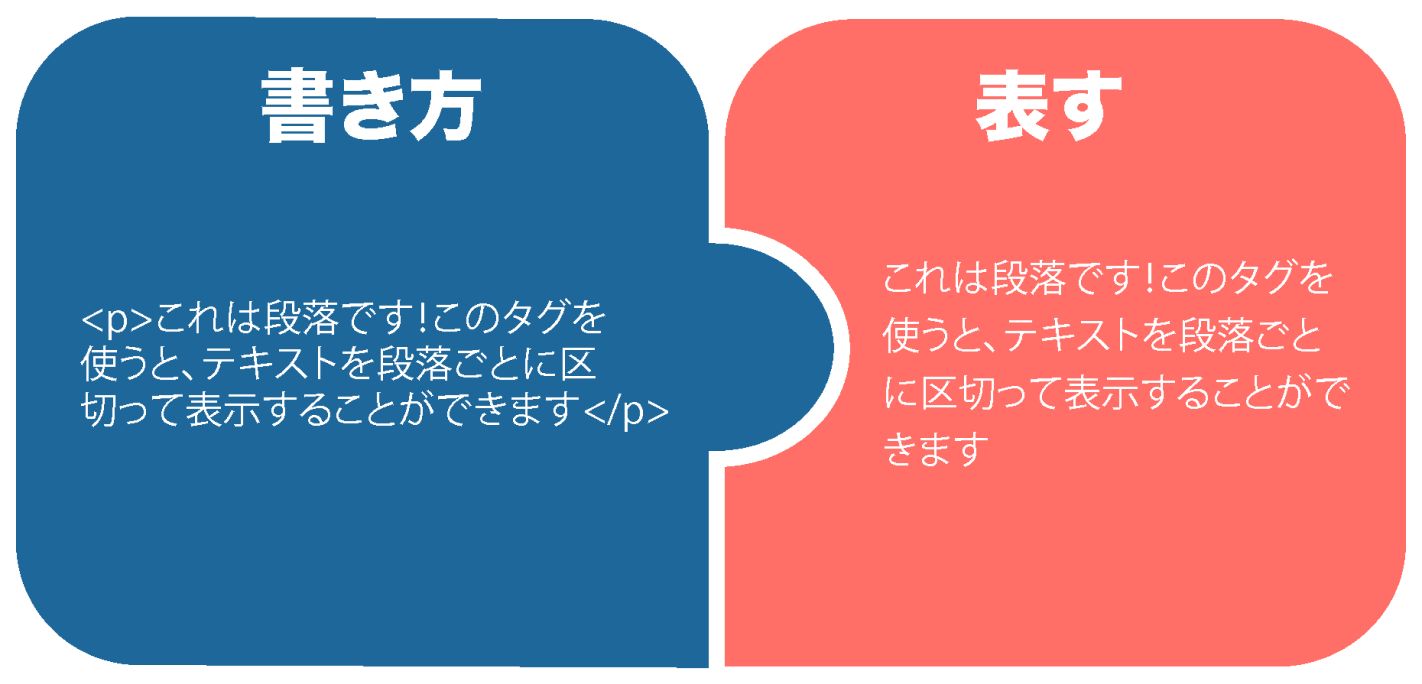 書き方
<p>これは段落です!このタグを
使うと、テキストを段落ごとに区
切って表示することができます</p>
表す
これは段落です!このタグを
使うと、テキストを段落ごと
に区切って表示することがで
きます